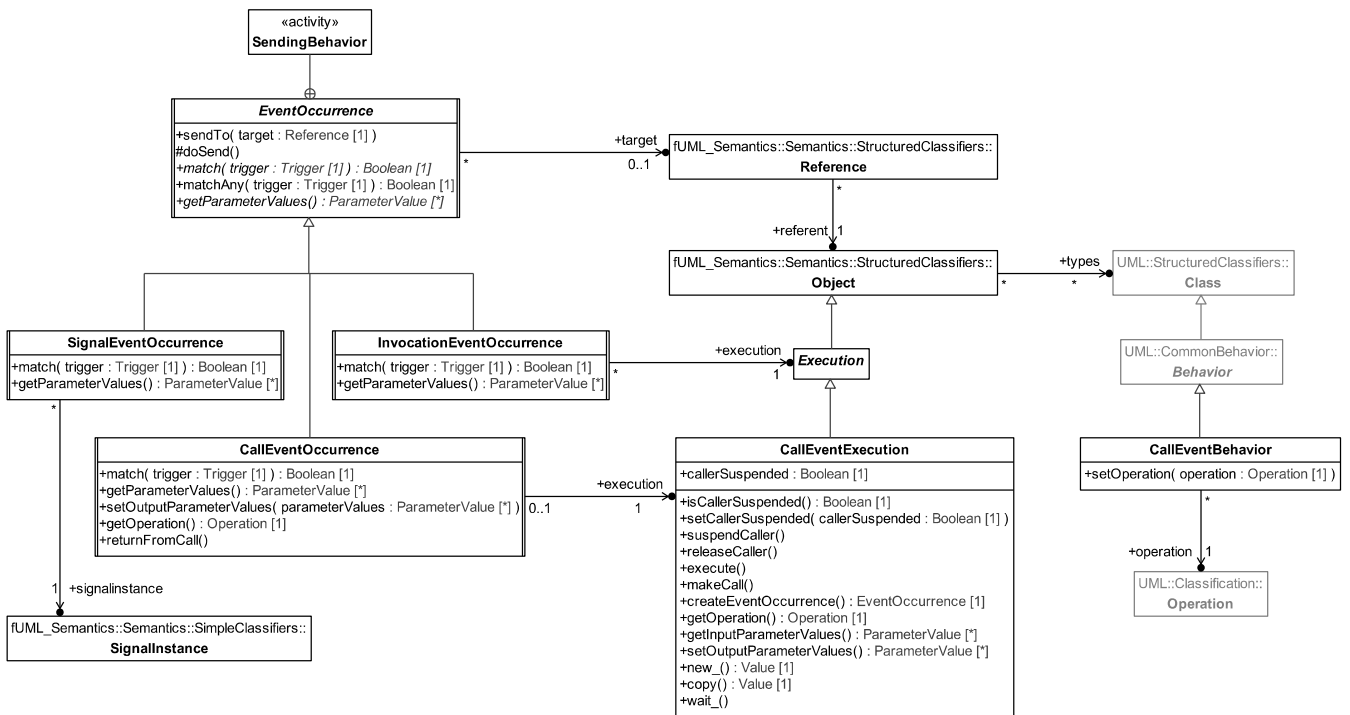 «activity»
SendingBehavior
EventOccurrence
+sendTo( target : Reference [1] )
#doSend()
+match( trigger : Trigger [1] ) : Boolean [1]
+matchAny( trigger : Trigger [1] ) : Boolean [1]
+getParameterValues() : ParameterValue [*]
+target
*
0..1
fUML_Semantics::Semantics::StructuredClassifiers::
Reference
*
+referent 1
fUML_Semantics::Semantics::StructuredClassifiers::
Object
+types
*
*
UML::StructuredClassifiers::
Class
SignalEventOccurrence
+match( trigger : Trigger [1] ) : Boolean [1]
+getParameterValues() : ParameterValue [*]
InvocationEventOccurrence
+match( trigger : Trigger [1] ) : Boolean [1]
+getParameterValues() : ParameterValue [*]
+execution
*
1
Execution
UML::CommonBehavior::
Behavior
*
CallEventOccurrence
+match( trigger : Trigger [1] ) : Boolean [1]
+getParameterValues() : ParameterValue [*]
+setOutputParameterValues( parameterValues : ParameterValue [*] )
+getOperation() : Operation [1]
+returnFromCall()
+execution
0..1
1
CallEventExecution
+callerSuspended : Boolean [1]
+isCallerSuspended() : Boolean [1]
+setCallerSuspended( callerSuspended : Boolean [1] )
+suspendCaller()
+releaseCaller()
+execute()
+makeCall()
+createEventOccurrence() : EventOccurrence [1]
+getOperation() : Operation [1]
+getInputParameterValues() : ParameterValue [*]
+setOutputParameterValues() : ParameterValue [*]
+new_() : Value [1]
+copy() : Value [1]
+wait_()
CallEventBehavior
+setOperation( operation : Operation [1] )
*
+operation 1
UML::Classification::
Operation
1 +signalinstance
fUML_Semantics::Semantics::SimpleClassifiers::
SignalInstance